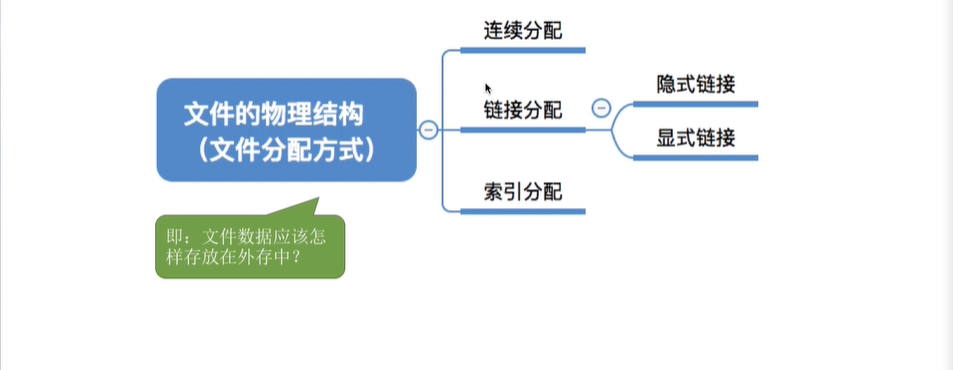 连续分配
文件的物理结构
（文件分配方式）
链接分配
隐式链接
显式链接
索引分配
即：文件数据应该怎
样存放在外存中？